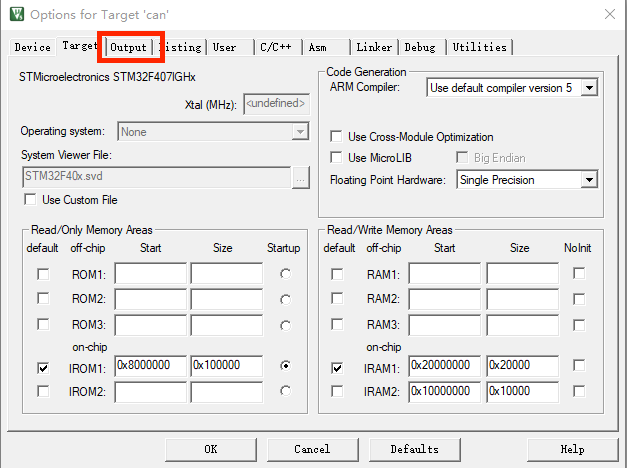 Options for Target 'can'
Device Target Output Listing User C/C++ Asm Linker Debug Utilities
STMicroelectronics STM32F407IGHx
Xtal (MHz): <undefined>
Operating system: None
System Viewer File:
STM32F40x.svd ...
Use Custom File
Code Generation
ARM Compiler: Use default compiler version 5
Use Cross-Module Optimization
Use MicroLIB Big Endian
Floating Point Hardware: Single Precision
Read/Only Memory Areas
default off-chip Start Size Startup
ROM1:
ROM2:
ROM3:
on-chip
IROM1: 0x8000000 0x100000
IROM2:
Read/Write Memory Areas
default off-chip Start Size NoInit
RAM1:
RAM2:
RAM3:
on-chip
IRAM1: 0x20000000 0x20000
IRAM2: 0x10000000 0x10000
OK Cancel Defaults Help